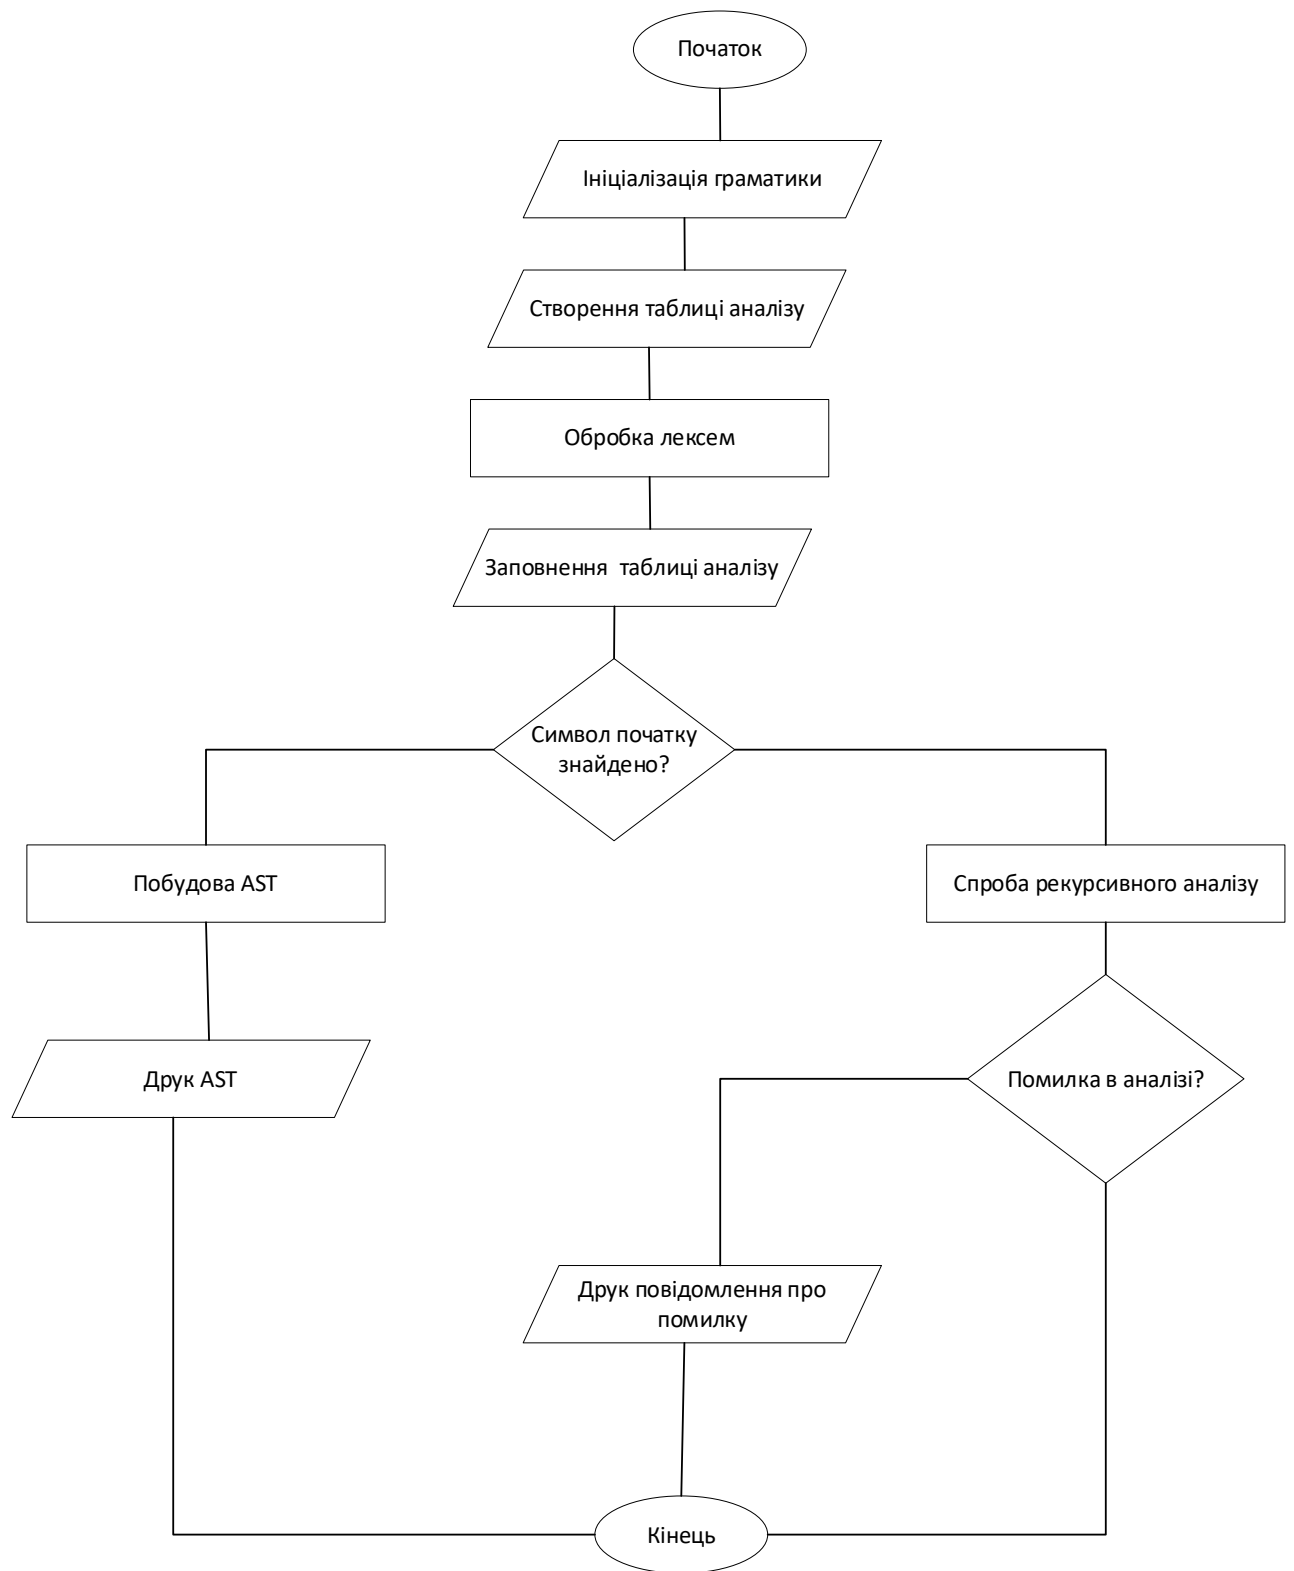 Початок
Ініціалізація граматики
Створення таблиці аналізу
Обробка лексем
Заповнення таблиці аналізу
Символ початку
знайдено?
Побудова AST
Спроба рекурсивного аналізу
Друк AST
Помилка в аналізі?
Друк повідомлення про
помилку
Кінець